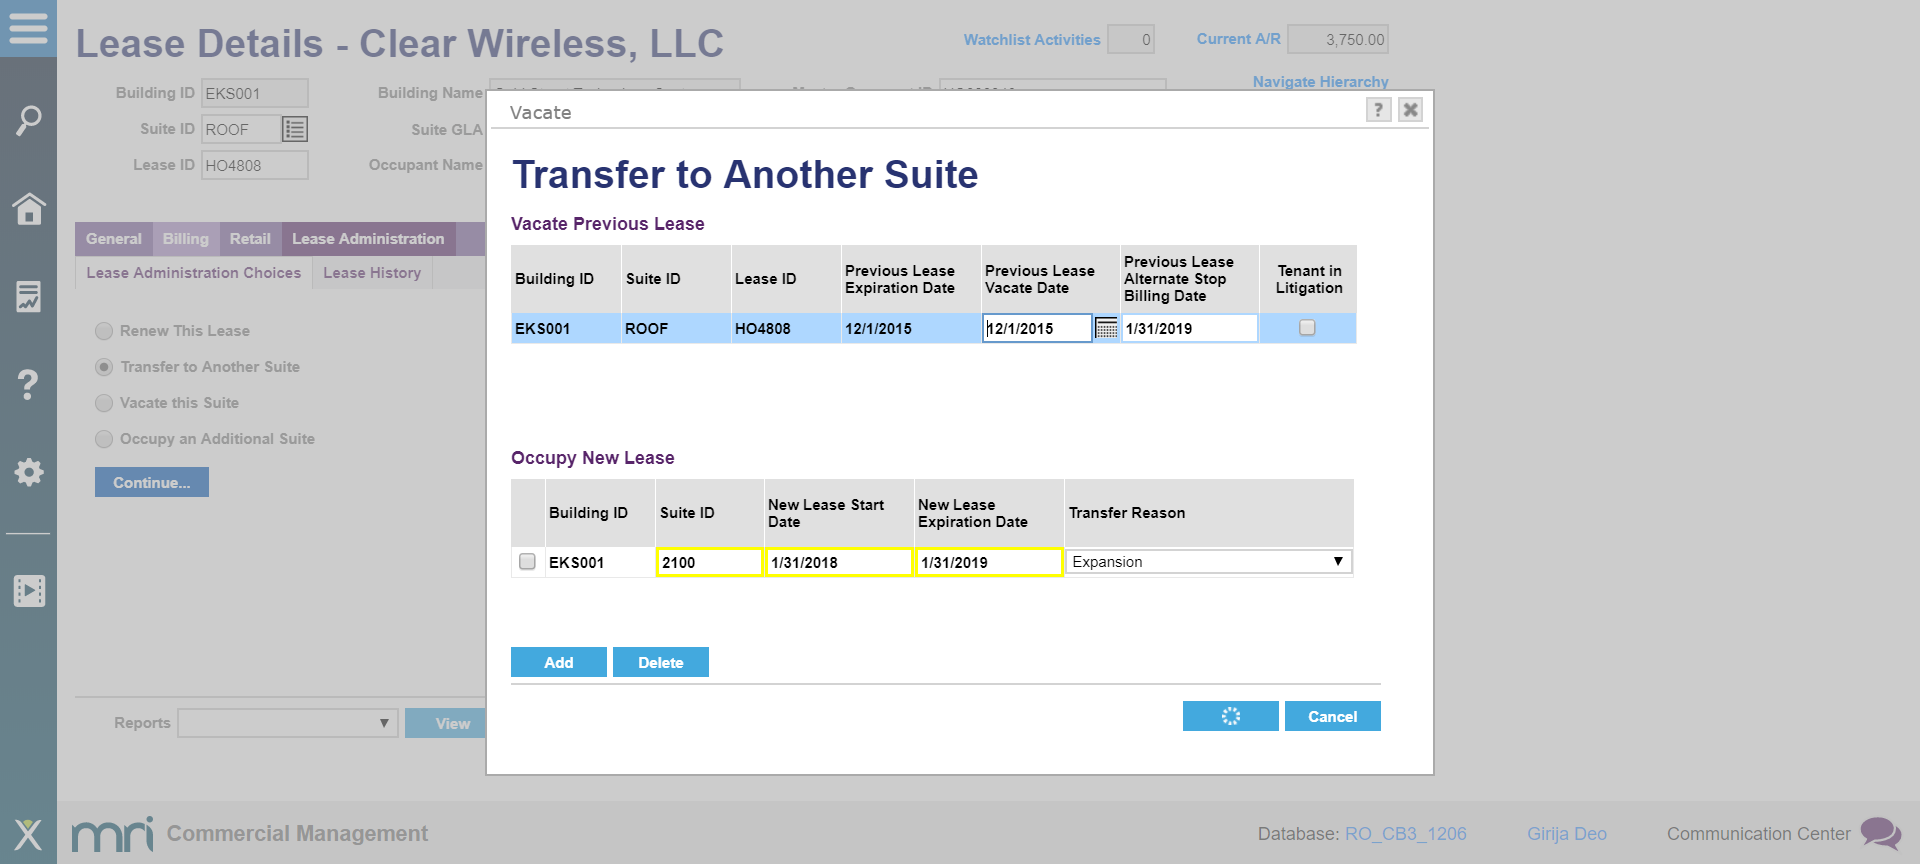 Lease Details - Clear Wireless, LLC
Watchlist Activities 0
Current A/R 3,750.00
Navigate Hierarchy
Building ID EKS001
Building Name
Suite ID ROOF
Suite GLA
Lease ID HO4808
Occupant Name
General Billing Retail Lease Administration
Lease Administration Choices Lease History
Renew This Lease
Transfer to Another Suite
Vacate this Suite
Occupy an Additional Suite
Continue...
Reports
View
Vacate
?
Transfer to Another Suite
Vacate Previous Lease
Building ID Suite ID Lease ID Previous Lease Expiration Date Previous Lease Vacate Date Previous Lease Alternate Stop Billing Date Tenant in Litigation
EKS001 ROOF HO4808 12/1/2015 12/1/2015 1/31/2019
Occupy New Lease
Building ID Suite ID New Lease Start Date New Lease Expiration Date Transfer Reason
EKS001 2100 1/31/2018 1/31/2019 Expansion
Add Delete
Cancel
mri Commercial Management
Database: RO_CB3_1206
Girija Deo
Communication Center